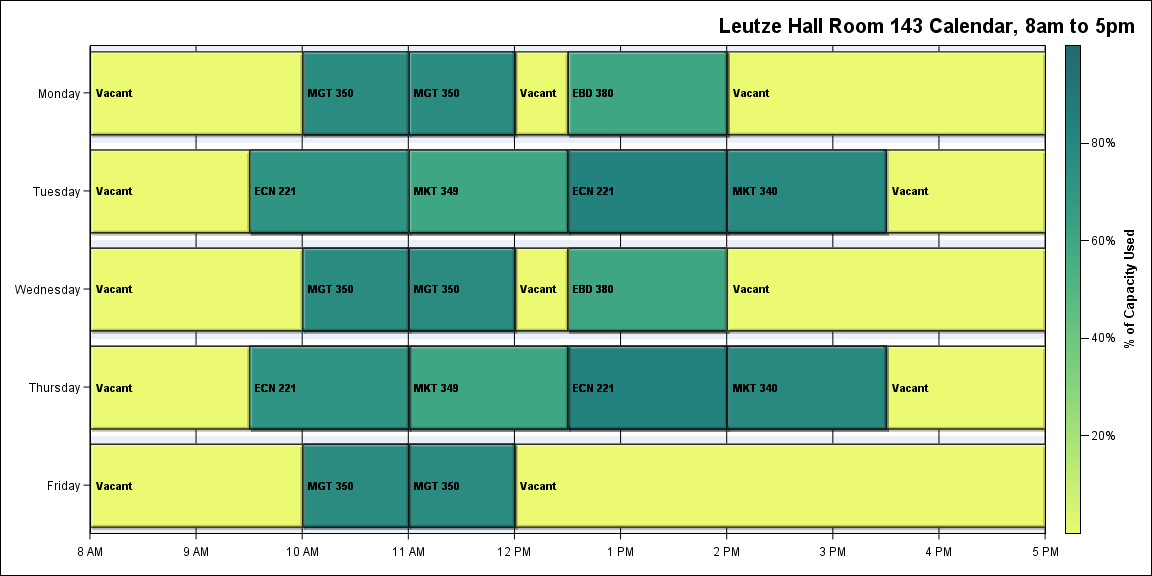 Leutze Hall Room 143 Calendar, 8am to 5pm
Monday
Vacant
MGT 350
MGT 350
Vacant
EBD 380
Vacant
Tuesday
Vacant
ECN 221
MKT 349
ECN 221
MKT 340
Vacant
Wednesday
Vacant
MGT 350
MGT 350
Vacant
EBD 380
Vacant
Thursday
Vacant
ECN 221
MKT 349
ECN 221
MKT 340
Vacant
Friday
Vacant
MGT 350
MGT 350
Vacant
8 AM
9 AM
10 AM
11 AM
12 PM
1 PM
2 PM
3 PM
4 PM
5 PM
80%
60%
40%
20%
% of Capacity Used